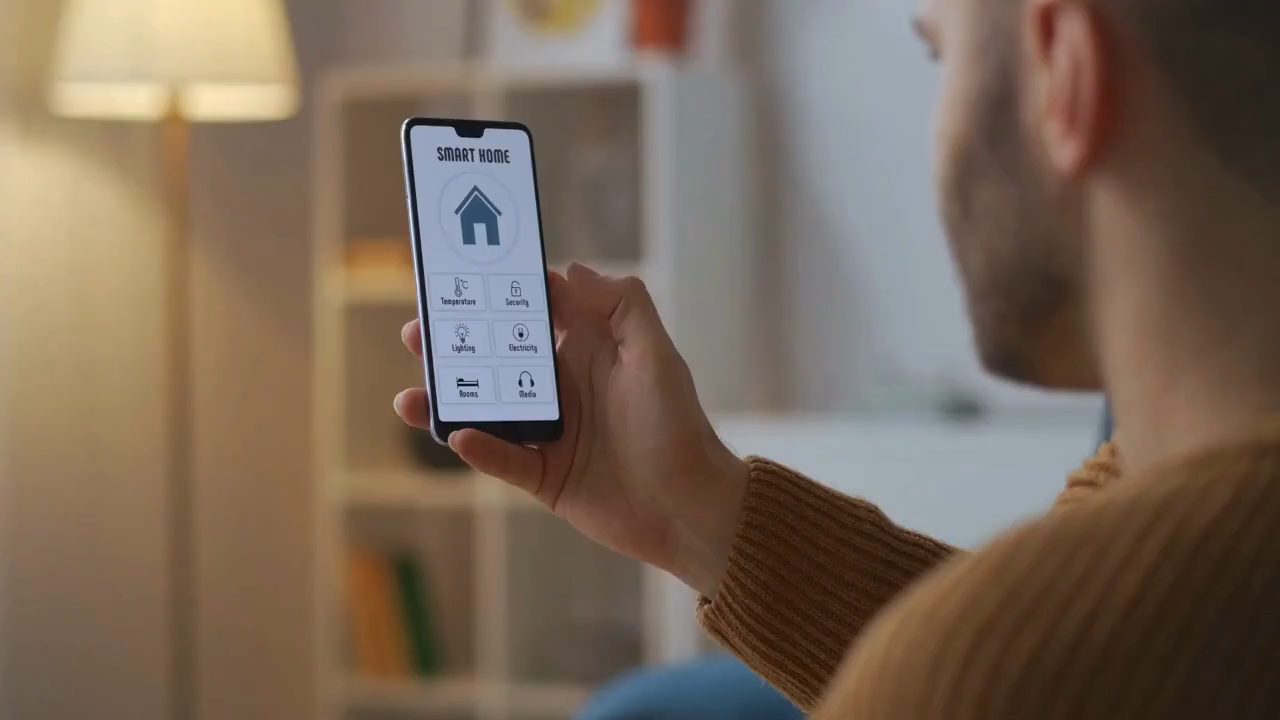 SMART HOME
°C
Temperature
Security
Lighting
Electricity
Rooms
Media